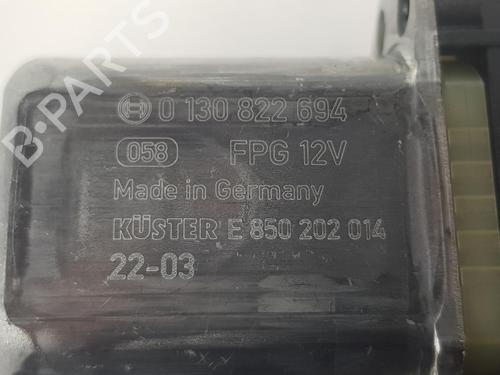 0 130 822 694
058 FPG 12V
Made in Germany
KÜSTER E 850 202 014
22-03
B-PARTS